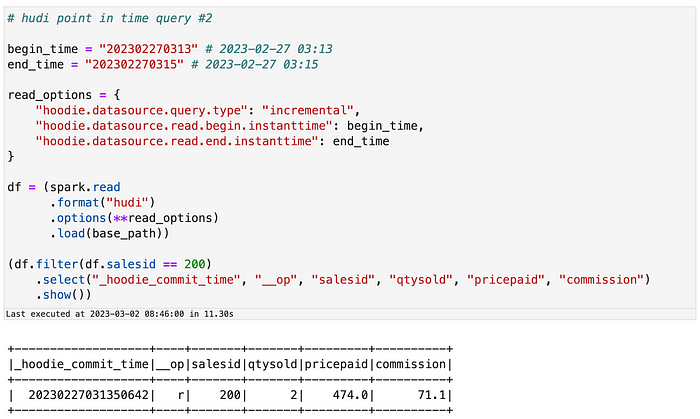 # hudi point in time query #2
begin_time = "202302270313" # 2023-02-27 03:13
end_time = "202302270315" # 2023-02-27 03:15
read_options = {
    "hoodie.datasource.query.type": "incremental",
    "hoodie.datasource.read.begin.instanttime": begin_time,
    "hoodie.datasource.read.end.instanttime": end_time
}
df = (spark.read
      .format("hudi")
      .options(**read_options)
      .load(base_path))
(df.filter(df.salesid == 200)
    .select("_hoodie_commit_time", "__op", "salesid", "qtysold", "pricepaid", "commission")
    .show())
Last executed at 2023-03-02 08:46:00 in 11.30s
+-------------------+----+-------+-------+---------+----------+
|_hoodie_commit_time|__op|salesid|qtysold|pricepaid|commission|
+-------------------+----+-------+-------+---------+----------+
|  20230227031350642|   r|    200|      2|    474.0|      71.1|
+-------------------+----+-------+-------+---------+----------+